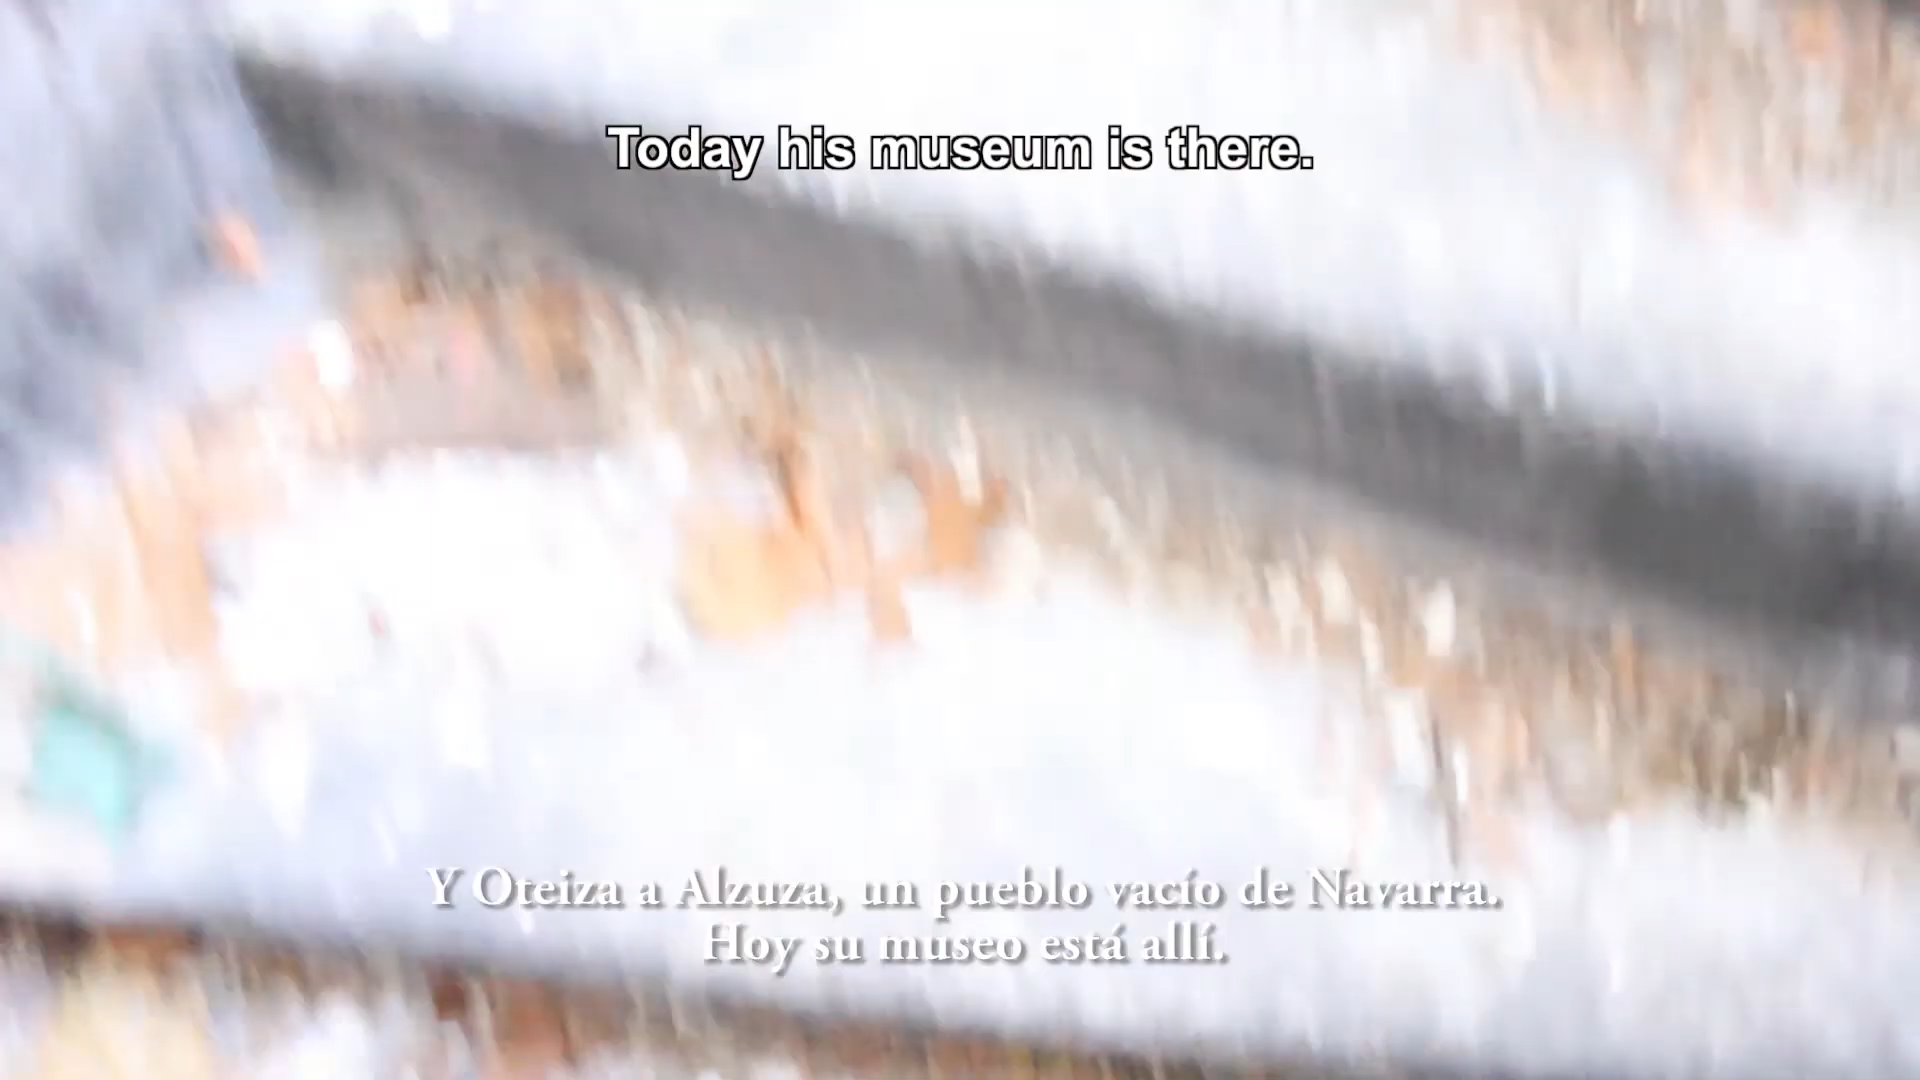 Today his museum is there.
Y Oteiza a Alzuza, un pueblo vacío de Navarra.
Hoy su museo está allí.